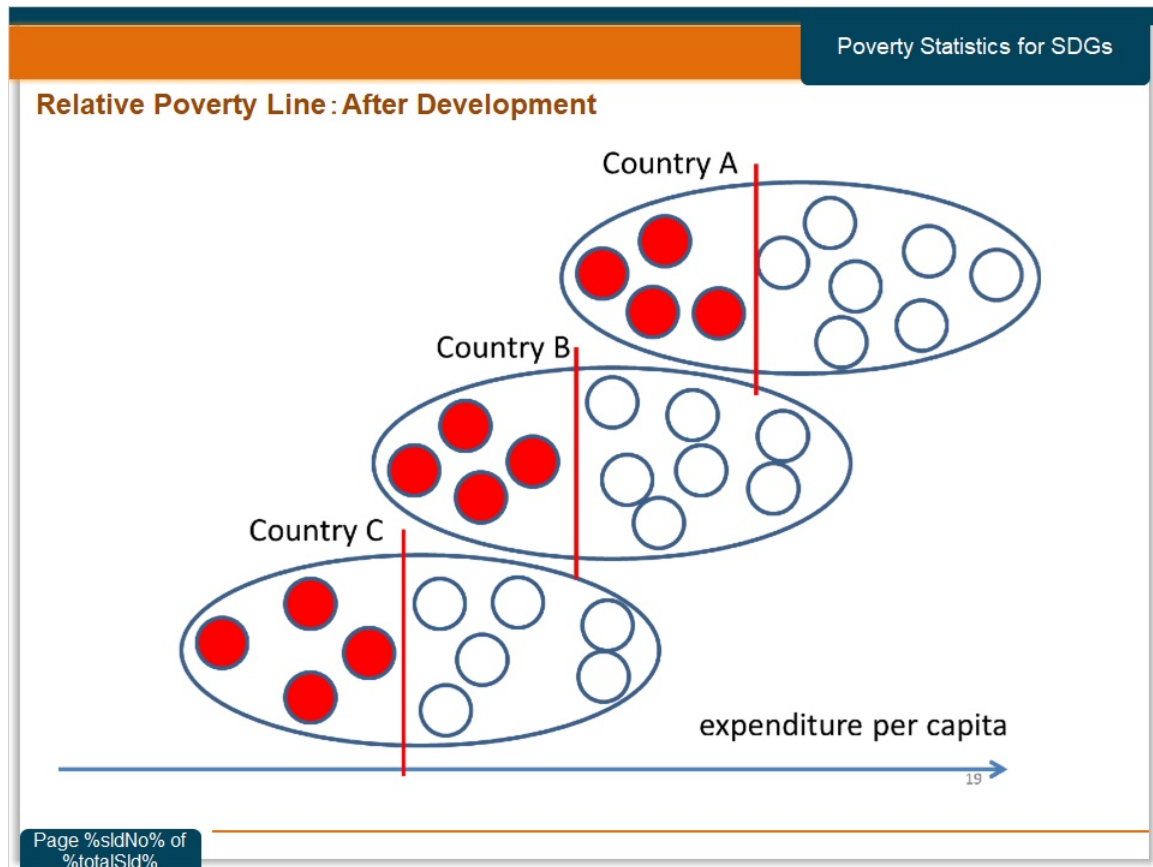 Poverty Statistics for SDGs
Relative Poverty Line: After Development
Country A
Country B
Country C
expenditure per capita
19
Page %sldNo% of
%totalSld%